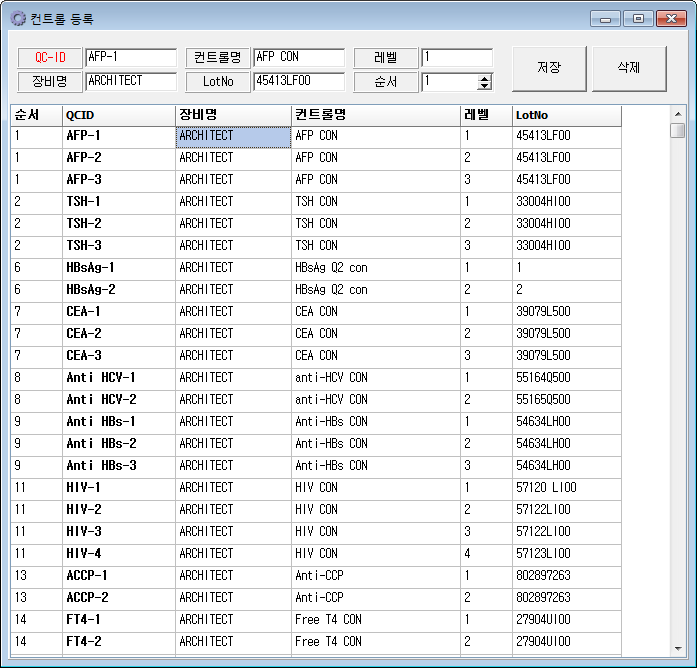 컨트롤 등록
QC-ID AFP-1 컨트롤명 AFP CON 레벨 1 저장 삭제
장비명 ARCHITECT LotNo 45413LF00 순서 1
순서 QCID 장비명 컨트롤명 레벨 LotNo
1 AFP-1 ARCHITECT AFP CON 1 45413LF00
1 AFP-2 ARCHITECT AFP CON 2 45413LF00
1 AFP-3 ARCHITECT AFP CON 3 45413LF00
2 TSH-1 ARCHITECT TSH CON 1 33004HI00
2 TSH-2 ARCHITECT TSH CON 2 33004HI00
2 TSH-3 ARCHITECT TSH CON 3 33004HI00
6 HBsAg-1 ARCHITECT HBsAg Q2 con 1 1
6 HBsAg-2 ARCHITECT HBsAg Q2 con 2 2
7 CEA-1 ARCHITECT CEA CON 1 39079L500
7 CEA-2 ARCHITECT CEA CON 2 39079L500
7 CEA-3 ARCHITECT CEA CON 3 39079L500
8 Anti HCV-1 ARCHITECT anti-HCV CON 1 55164Q500
8 Anti HCV-2 ARCHITECT anti-HCV CON 2 55165Q500
9 Anti HBs-1 ARCHITECT Anti-HBs CON 1 54634LH00
9 Anti HBs-2 ARCHITECT Anti-HBs CON 2 54634LH00
9 Anti HBs-3 ARCHITECT Anti-HBs CON 3 54634LH00
11 HIV-1 ARCHITECT HIV CON 1 57120 LI00
11 HIV-2 ARCHITECT HIV CON 2 57122LI00
11 HIV-3 ARCHITECT HIV CON 3 57122LI00
11 HIV-4 ARCHITECT HIV CON 4 57123LI00
13 ACCP-1 ARCHITECT Anti-CCP 1 802897263
13 ACCP-2 ARCHITECT Anti-CCP 2 802897263
14 FT4-1 ARCHITECT Free T4 CON 1 27904UI00
14 FT4-2 ARCHITECT Free T4 CON 2 27904UI00